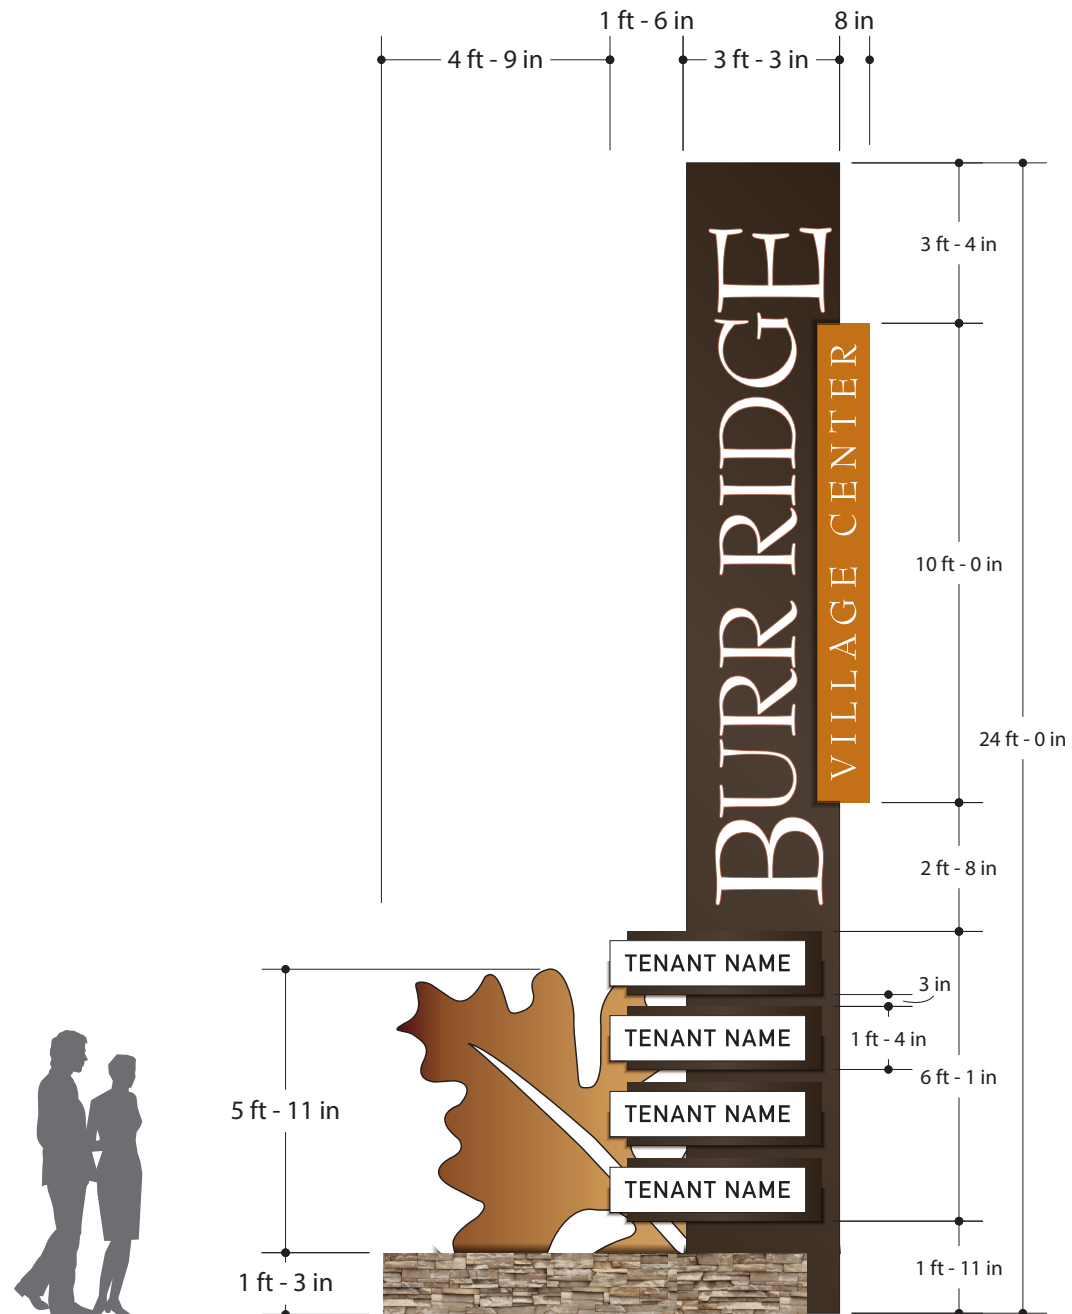 1 ft - 6 in
8 in
4 ft - 9 in
3 ft - 3 in
3 ft - 4 in
BURR RIDGE
VILLAGE CENTER
10 ft - 0 in
24 ft - 0 in
2 ft - 8 in
TENANT NAME
3 in
TENANT NAME
1 ft - 4 in
6 ft - 1 in
5 ft - 11 in
TENANT NAME
TENANT NAME
1 ft - 3 in
1 ft - 11 in